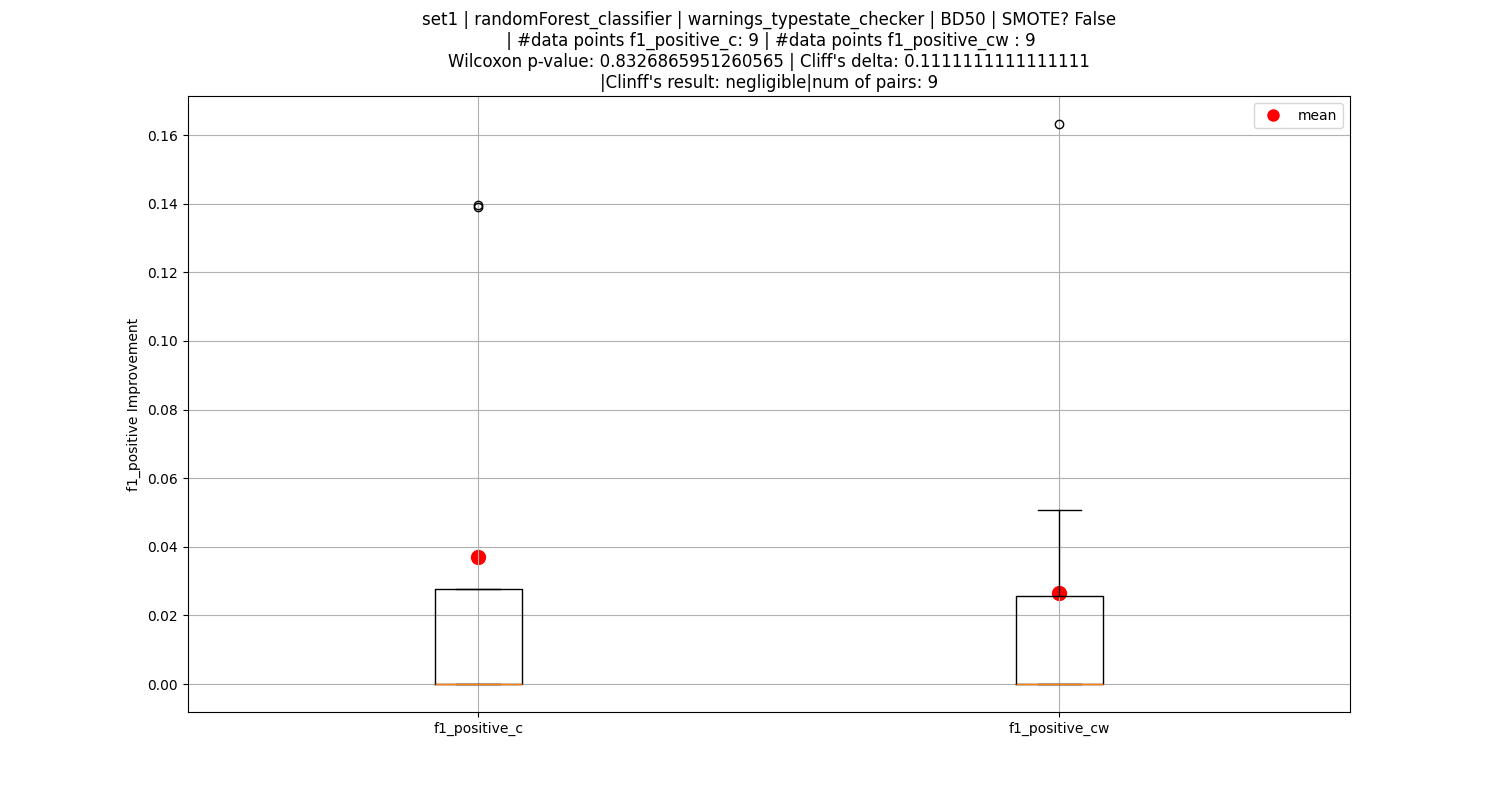 set1 | randomForest_classifier | warnings_typestate_checker | BD50 | SMOTE? False
| #data points f1_positive_c: 9 | #data points f1_positive_cw : 9
Wilcoxon p-value: 0.8326865951260565 | Cliff's delta: 0.1111111111111111
|Clinff's result: negligible|num of pairs: 9
mean
0.16
0.14
0.12
0.10
0.08
0.06
0.04
0.02
0.00
f1_positive Improvement
f1_positive_c
f1_positive_cw